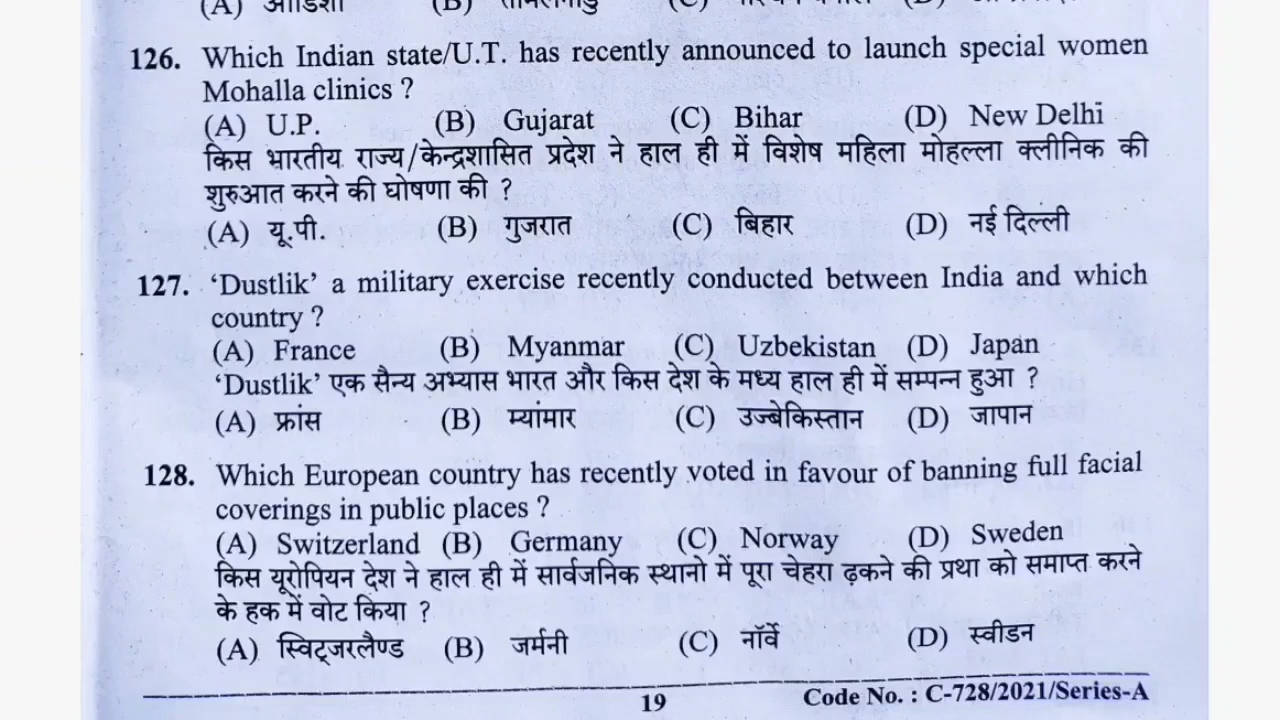 (A) ओडिशा (B) तामिलनाडु (C) (D)
126. Which Indian state/U.T. has recently announced to launch special women
Mohalla clinics ?
(A) U.P. (B) Gujarat (C) Bihar (D) New Delhi
किस भारतीय राज्य/केन्द्रशासित प्रदेश ने हाल ही में विशेष महिला मोहल्ला क्लीनिक की
शुरुआत करने की घोषणा की ?
(A) यू.पी. (B) गुजरात (C) बिहार (D) नई दिल्ली
127. ‘Dustlik’ a military exercise recently conducted between India and which
country ?
(A) France (B) Myanmar (C) Uzbekistan (D) Japan
‘Dustlik’ एक सैन्य अभ्यास भारत और किस देश के मध्य हाल ही में सम्पन्न हुआ ?
(A) फ्रांस (B) म्यांमार (C) उज्बेकिस्तान (D) जापान
128. Which European country has recently voted in favour of banning full facial
coverings in public places ?
(A) Switzerland (B) Germany (C) Norway (D) Sweden
किस यूरोपियन देश ने हाल ही में सार्वजनिक स्थानो में पूरा चेहरा ढ़कने की प्रथा को समाप्त करने
के हक में वोट किया ?
(A) स्विट्जरलैण्ड (B) जर्मनी (C) नॉर्वे (D) स्वीडन
19 Code No. : C-728/2021/Series-A